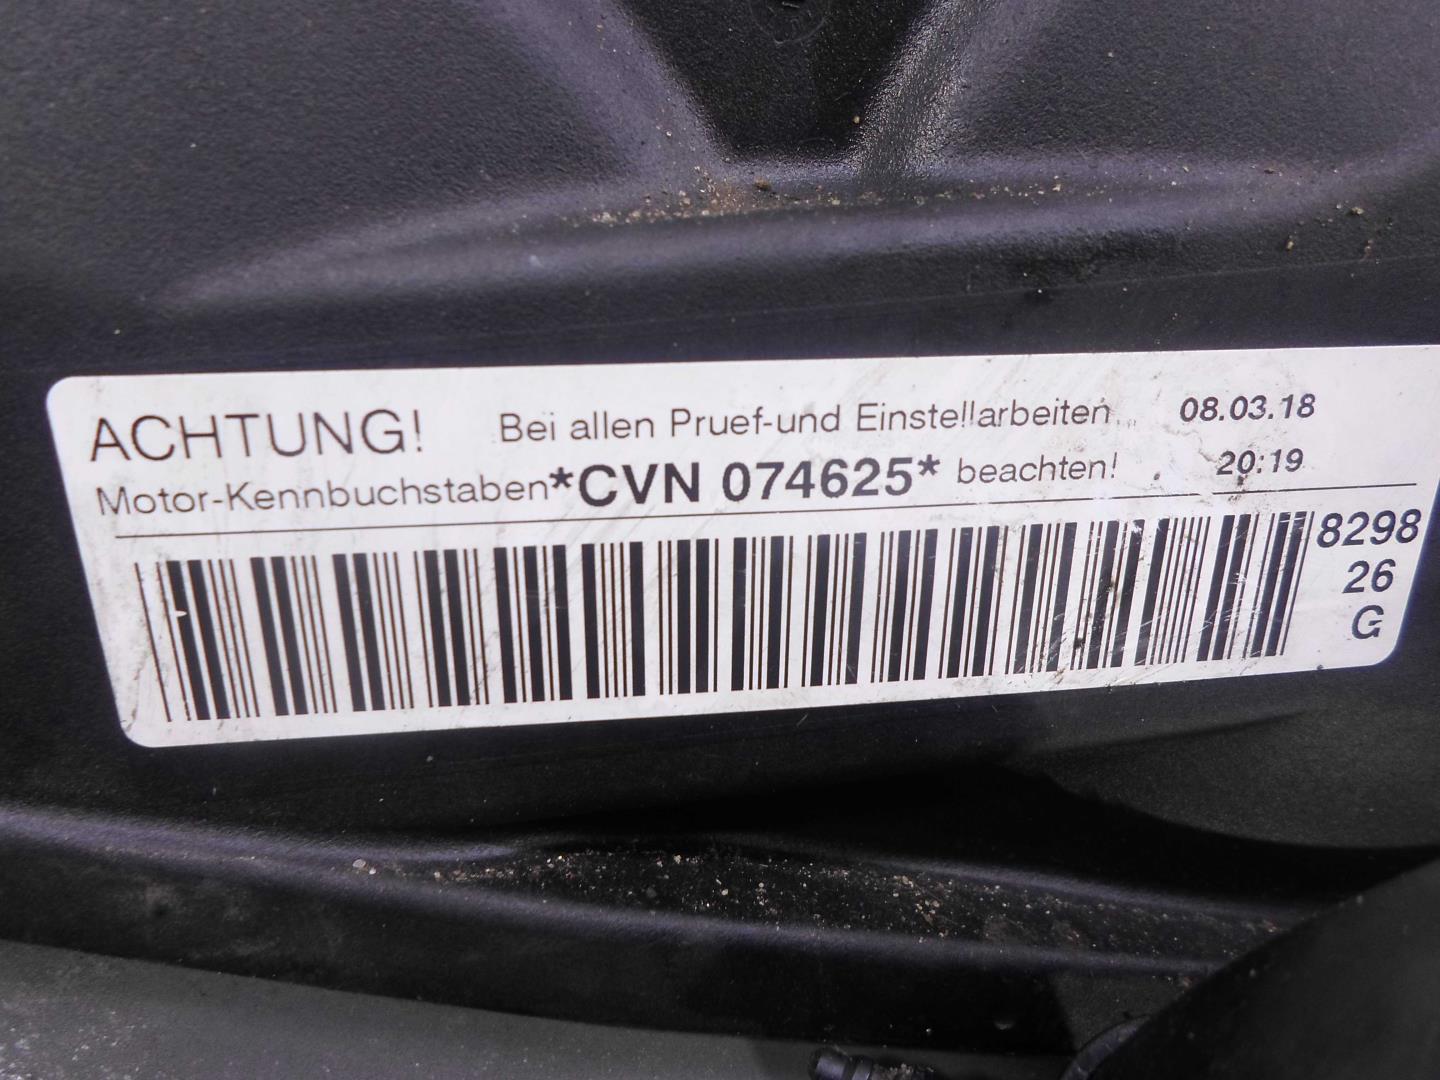 ACHTUNG! Bei allen Pruef-und Einstellarbeiten 08.03.18
Motor-Kennbuchstaben*CVN 074625* beachten! 20:19
8298
26
G